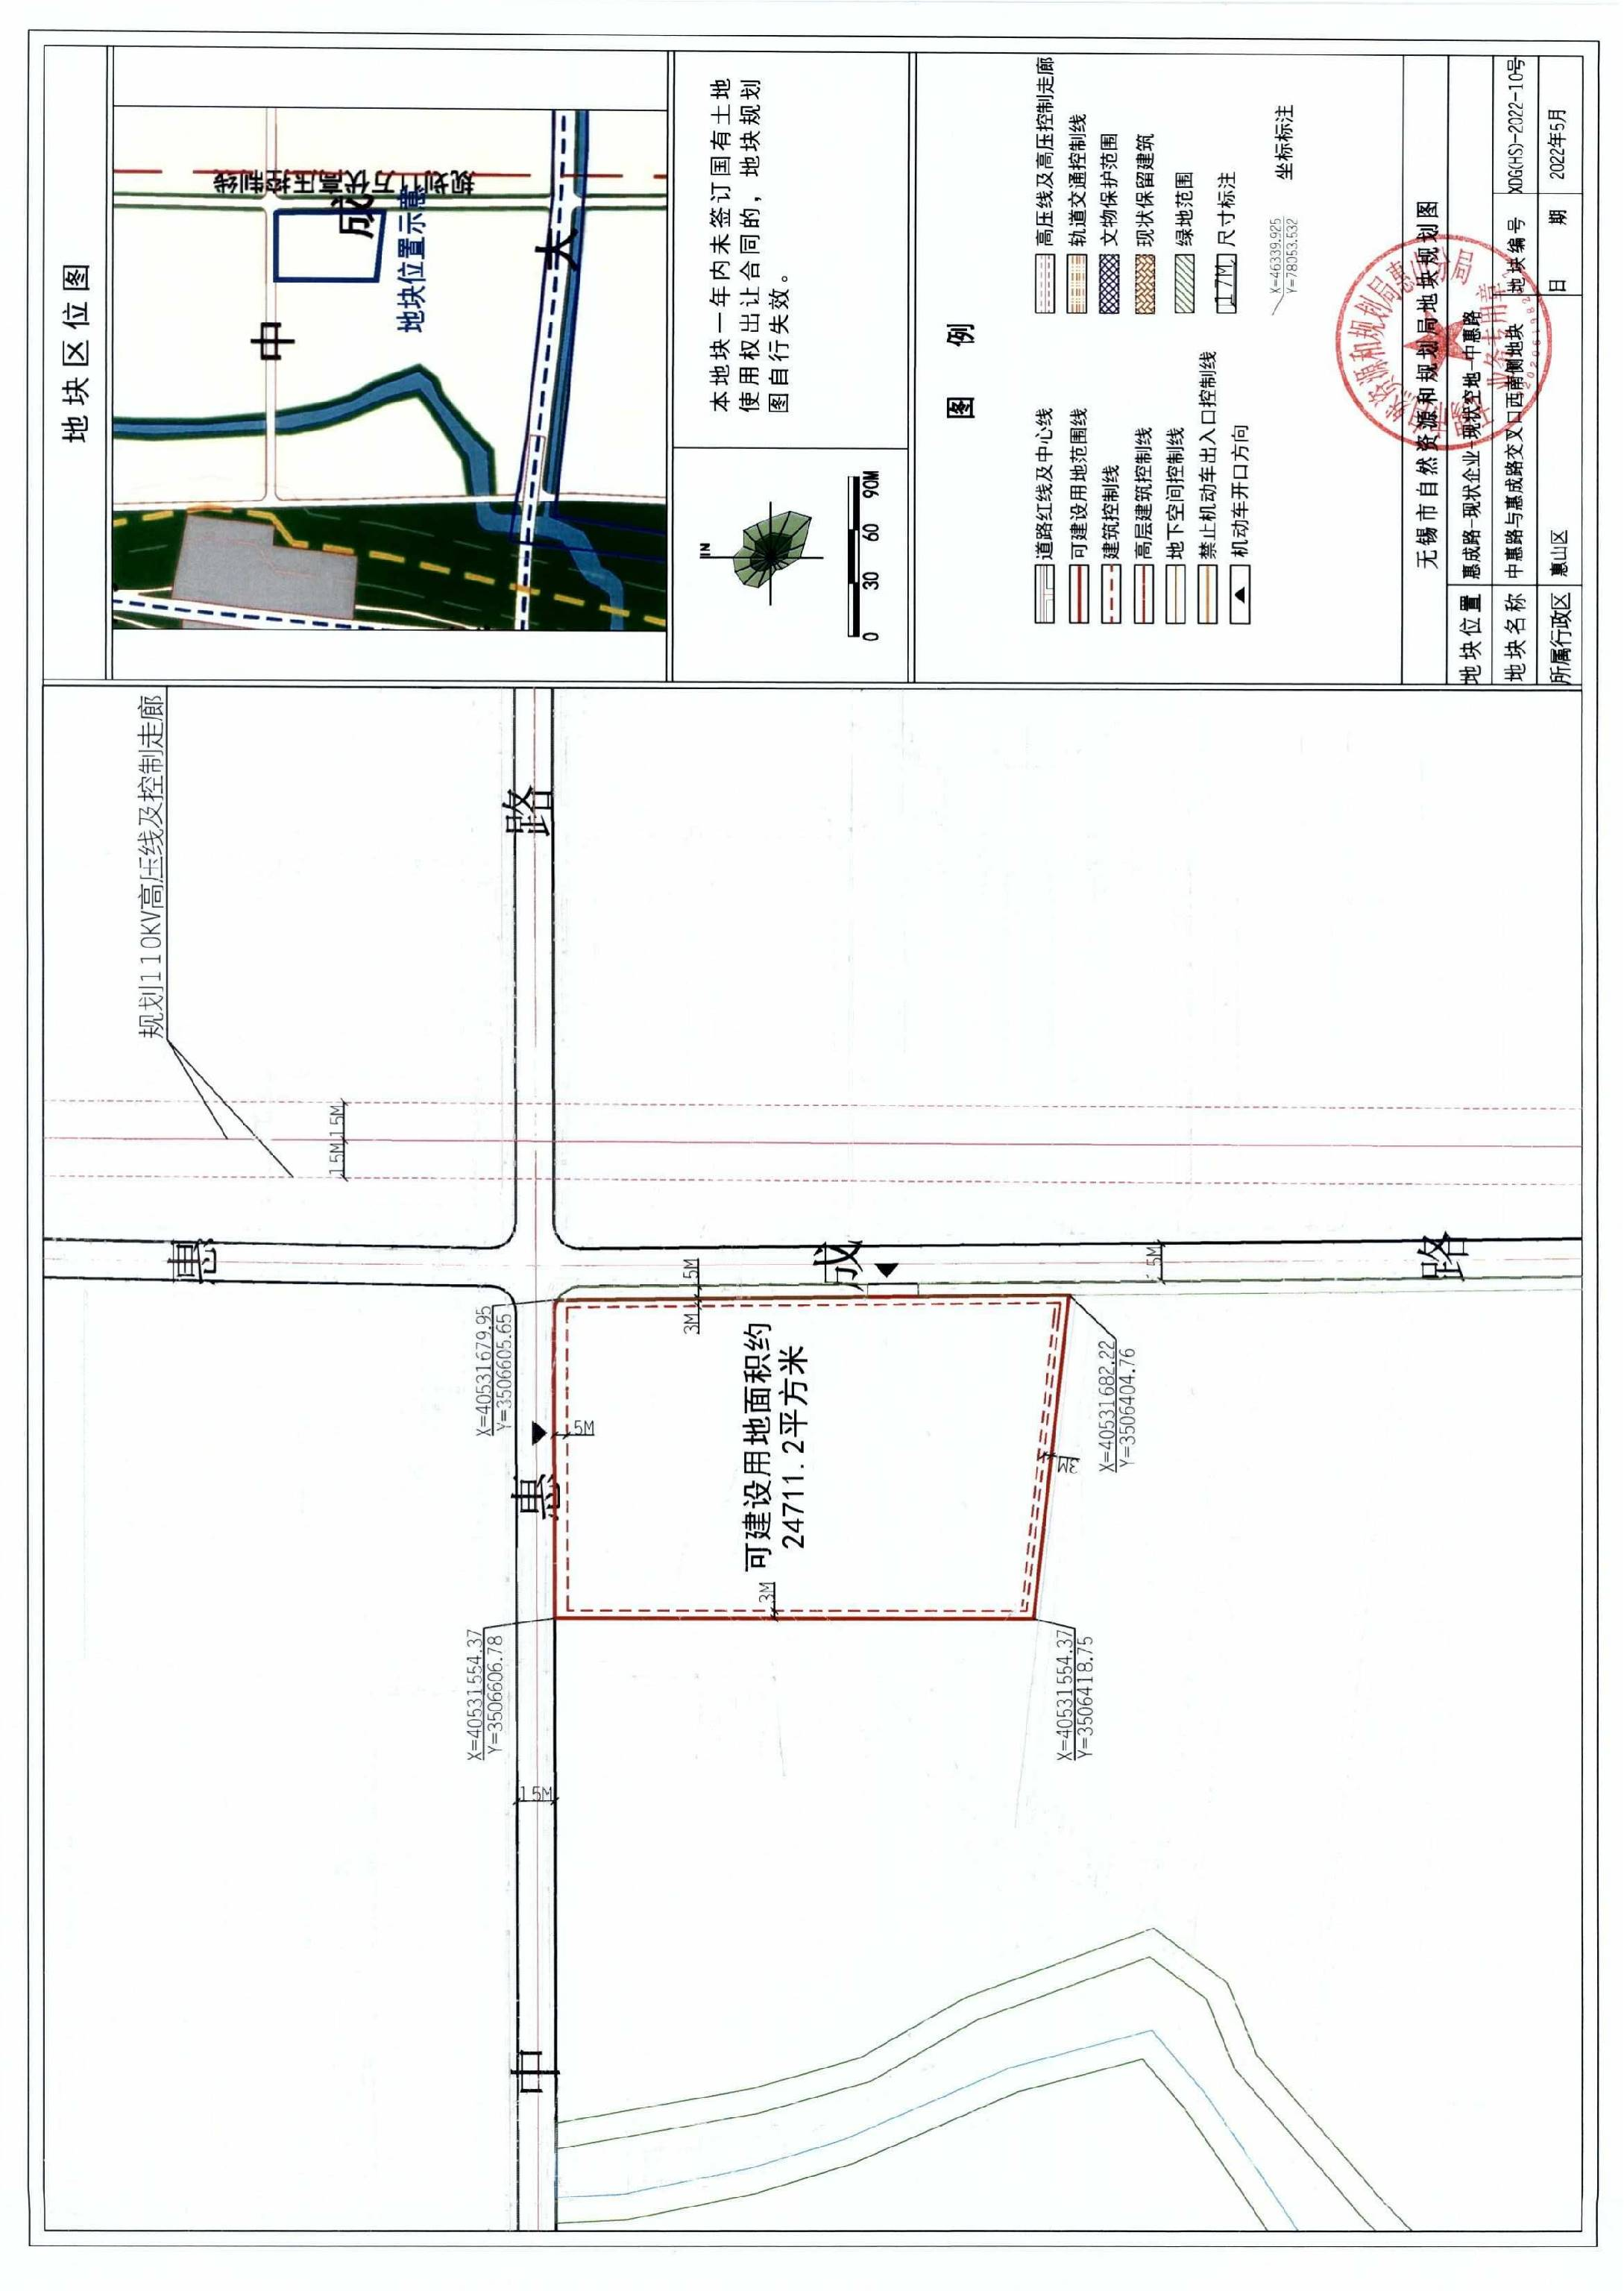 地块区位图
规划11万伏高压控制线
成
中
大
地块位置示意
本地块一年内未签订国有土地
使用权出让合同的，地块规划
图自行失效。
N
0 30 60 90M
图 例
道路红线及中心线
可建设用地范围线
建筑控制线
高层建筑控制线
地下空间控制线
禁止机动车出入口控制线
机动车开口方向
高压线及高压控制走廊
轨道交通控制线
文物保护范围
现状保留建筑
绿地范围
17M 尺寸标注
X=46339.925
Y=78053.532
坐标标注
无锡市自然资源和规划局地块规划图
地块位置 惠成路-现状企业-现状空地-中惠路
地块名称 中惠路与惠成路交叉口西南侧地块 地块编号 XDG(HS)-2022-10号
所属行政区 惠山区 日期 2022年5月
规划110KV高压线及控制走廊
15M 15M
路
惠
成
路
惠
中
X=40531679.95
Y=3506605.65
3M 5M
15M
5M
可建设用地面积约
24711.2平方米
3M
3M
X=40531682.22
Y=3506404.76
X=40531554.37
Y=3506606.78
X=40531554.37
Y=3506418.75
15M